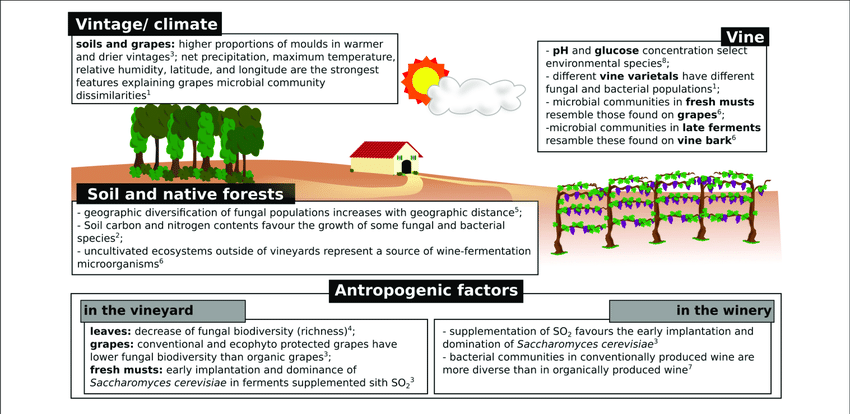 Vintage/ climate
soils and grapes: higher proportions of moulds in warmer
and drier vintages3; net precipitation, maximum temperature,
relative humidity, latitude, and longitude are the strongest
features explaining grapes microbial community
dissimilarities1
Vine
- pH and glucose concentration select
environmental species8;
- different vine varietals have different
fungal and bacterial populations1;
- microbial communities in fresh musts
resemble those found on grapes6;
-microbial communities in late ferments
resamble these found on vine bark6
Soil and native forests
- geographic diversification of fungal populations increases with geographic distance5;
- Soil carbon and nitrogen contents favour the growth of some fungal and bacterial
species2;
- uncultivated ecosystems outside of vineyards represent a source of wine-fermentation
microorganisms6
Antropogenic factors
in the vineyard
leaves: decrease of fungal biodiversity (richness)4;
grapes: conventional and ecophyto protected grapes have
lower fungal biodiversity than organic grapes3;
fresh musts: early implantation and dominance of
Saccharomyces cerevisiae in ferments supplemented sith SO23
in the winery
- supplementation of SO2 favours the early implantation and
domination of Saccharomyces cerevisiae3
- bacterial communities in conventionally produced wine are
more diverse than in organically produced wine7